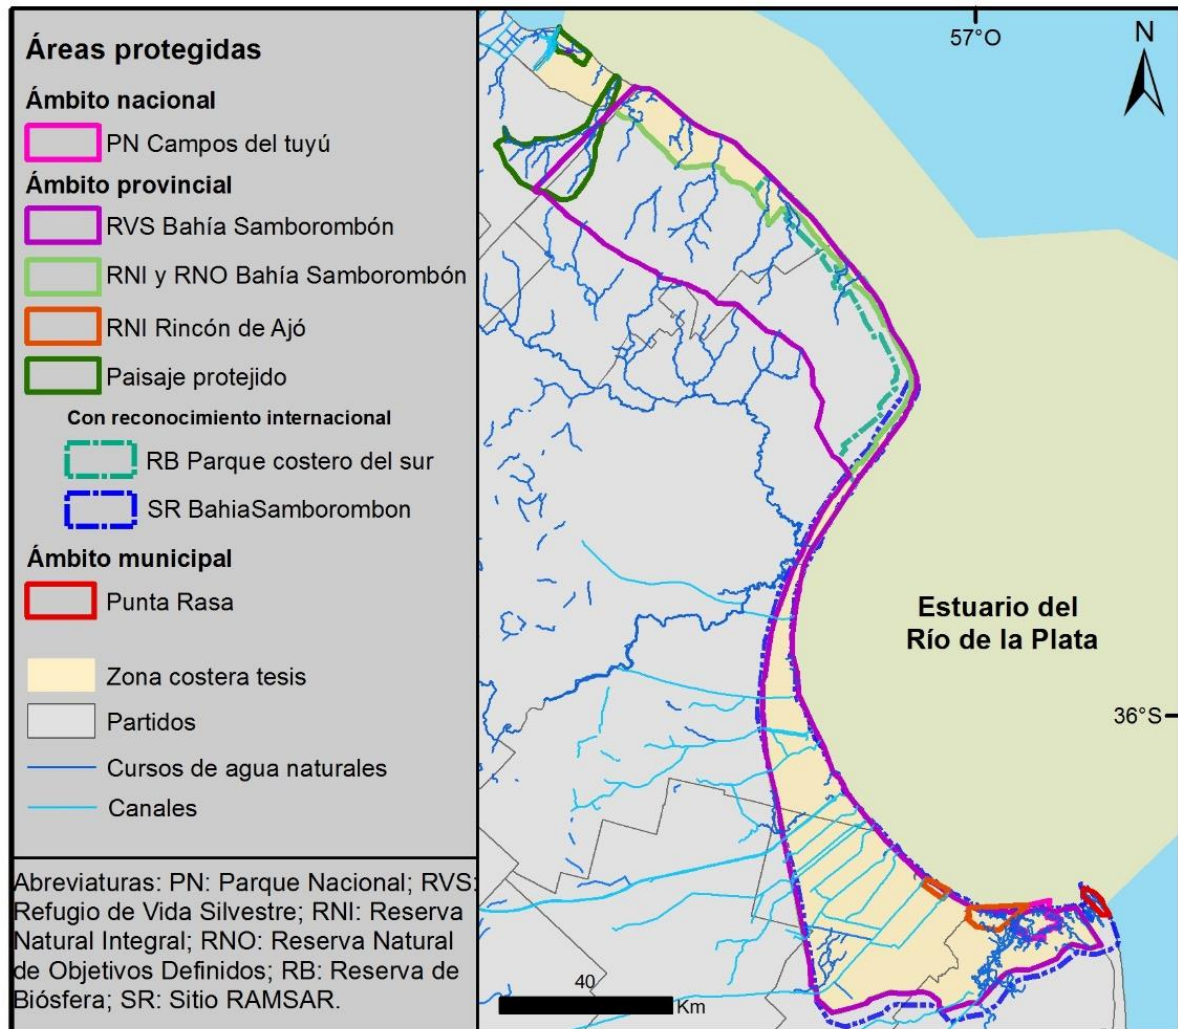 Áreas protegidas
Ámbito nacional
PN Campos del tuyú
Ámbito provincial
RVS Bahía Samborombón
RNI y RNO Bahía Samborombón
RNI Rincón de Ajó
Paisaje protejido
Con reconocimiento internacional
RB Parque costero del sur
SR BahiaSamborombon
Ámbito municipal
Punta Rasa
Zona costera tesis
Partidos
Cursos de agua naturales
Canales
Abreviaturas: PN: Parque Nacional; RVS:
Refugio de Vida Silvestre; RNI: Reserva
Natural Integral; RNO: Reserva Natural
de Objetivos Definidos; RB: Reserva de
Biósfera; SR: Sitio RAMSAR.
57°O
N
Estuario del
Río de la Plata
36°S
40
Km